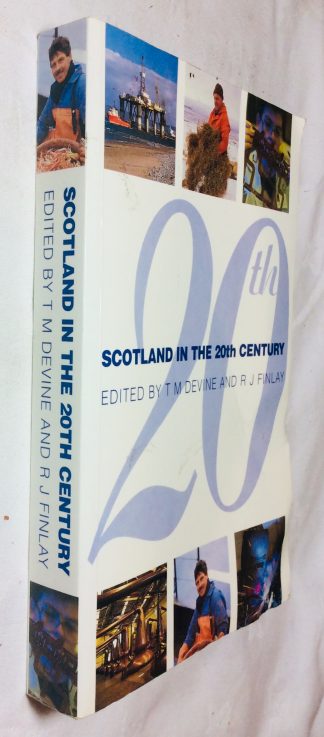 SCOTLAND IN THE 20TH CENTURY
EDITED BY T M DEVINE AND R J FINLAY
20th
SCOTLAND IN THE 20th CENTURY
EDITED BY T M DEVINE AND R J FINLAY